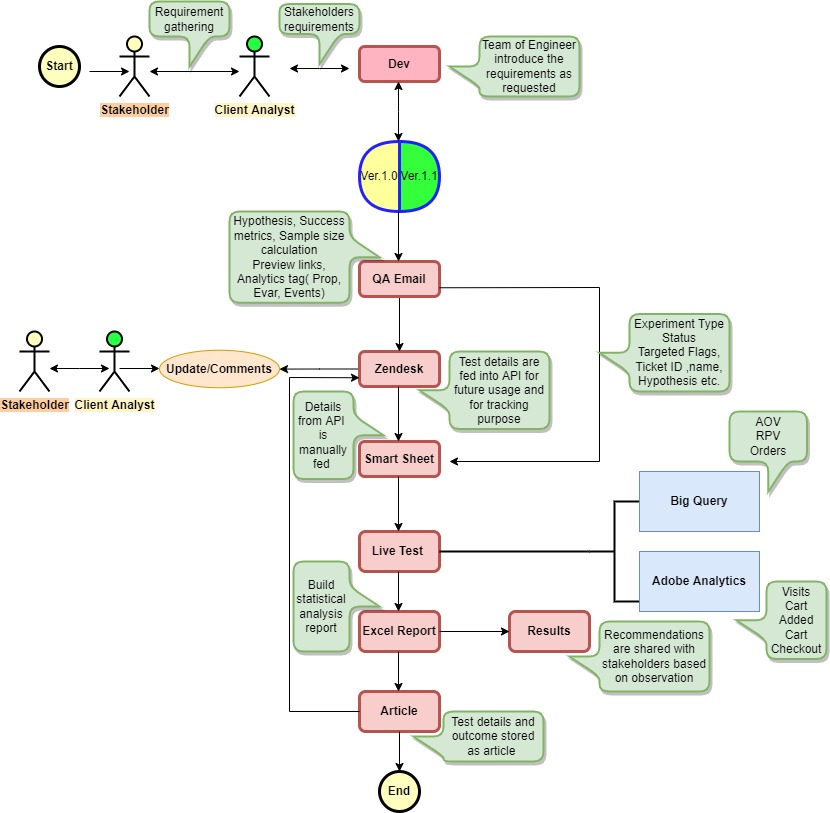 Requirement
gathering
Stakeholders
requirements
Start
Stakeholder
Client Analyst
Dev
Team of Engineer
introduce the
requirements as
requested
Ver.1.0
Ver.1.1
Hypothesis, Success
metrics, Sample size
calculation
Preview links,
Analytics tag( Prop,
Evar, Events)
QA Email
Experiment Type
Status
Targeted Flags,
Ticket ID ,name,
Hypothesis etc.
Stakeholder
Client Analyst
Update/Comments
Zendesk
Test details are
fed into API for
future usage and
for tracking
purpose
Details
from API
is
manually
fed
Smart Sheet
AOV
RPV
Orders
Big Query
Live Test
Adobe Analytics
Visits
Cart
Added
Cart
Checkout
Build
statistical
analysis
report
Excel Report
Results
Recommendations
are shared with
stakeholders based
on observation
Article
Test details and
outcome stored
as article
End